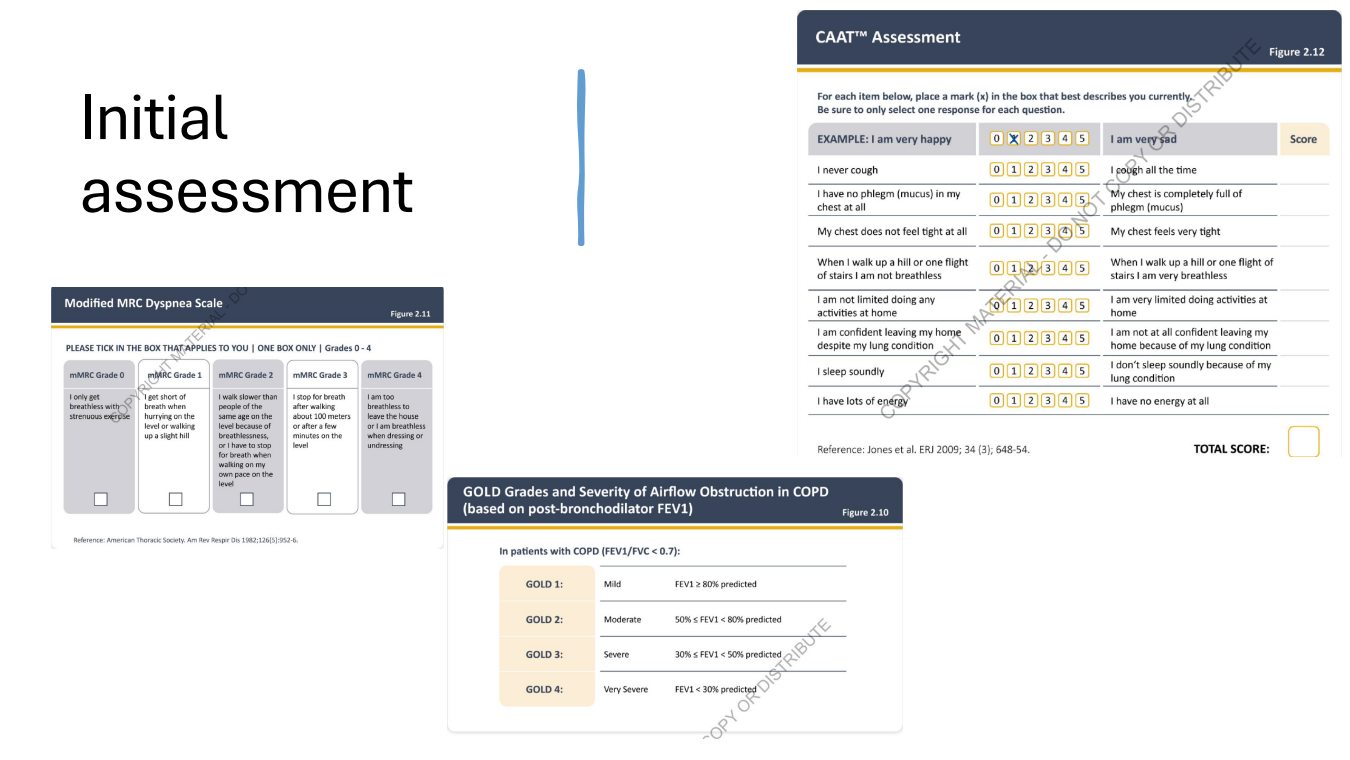 Initial
assessment
CAAT™ Assessment
Figure 2.12
For each item below, place a mark (x) in the box that best describes you currently.
Be sure to only select one response for each question.
EXAMPLE: I am very happy 0 X 2 3 4 5 I am very sad Score
I never cough 0 1 2 3 4 5 I cough all the time
I have no phlegm (mucus) in my
chest at all
0 1 2 3 4 5
My chest is completely full of
phlegm (mucus)
My chest does not feel tight at all 0 1 2 3 4 5 My chest feels very tight
When I walk up a hill or one flight
of stairs I am not breathless
0 1 2 3 4 5
When I walk up a hill or one flight of
stairs I am very breathless
I am not limited doing any
activities at home
0 1 2 3 4 5
I am very limited doing activities at
home
I am confident leaving my home
despite my lung condition
0 1 2 3 4 5
I am not at all confident leaving my
home because of my lung condition
I sleep soundly 0 1 2 3 4 5
I don't sleep soundly because of my
lung condition
I have lots of energy 0 1 2 3 4 5 I have no energy at all
Reference: Jones et al. ERJ 2009; 34 (3); 648-54.
TOTAL SCORE:
COPYRIGHT MATERIAL - DO NOT COPY OR DISTRIBUTE
Modified MRC Dyspnea Scale
Figure 2.11
PLEASE TICK IN THE BOX THAT APPLIES TO YOU | ONE BOX ONLY | Grades 0 - 4
mMRC Grade 0
I only get
breathless with
strenuous exercise
mMRC Grade 1
I get short of
breath when
hurrying on the
level or walking
up a slight hill
mMRC Grade 2
I walk slower than
people of the
same age on the
level because of
breathlessness,
or I have to stop
for breath when
walking on my
own pace on the
level
mMRC Grade 3
I stop for breath
after walking
about 100 meters
or after a few
minutes on the
level
mMRC Grade 4
I am too
breathless to
leave the house
or I am breathless
when dressing or
undressing
Reference: American Thoracic Society. Am Rev Respir Dis 1982;126(5):952-6.
COPYRIGHT MATERIAL - DO
GOLD Grades and Severity of Airflow Obstruction in COPD
(based on post-bronchodilator FEV1)
Figure 2.10
In patients with COPD (FEV1/FVC < 0.7):
GOLD 1: Mild FEV1 ≥ 80% predicted
GOLD 2: Moderate 50% ≤ FEV1 < 80% predicted
GOLD 3: Severe 30% ≤ FEV1 < 50% predicted
GOLD 4: Very Severe FEV1 < 30% predicted
COPY OR DISTRIBUTE